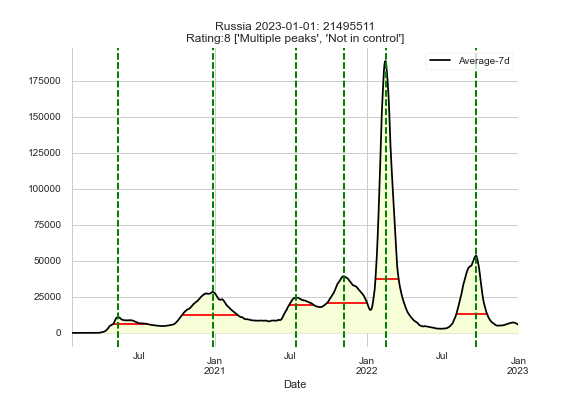 Russia 2023-01-01: 21495511
Rating:8 ['Multiple peaks', 'Not in control']
Average-7d
175000
150000
125000
100000
75000
50000
25000
0
Jul
Jan
2021
Jul
Jan
2022
Jul
Jan
2023
Date